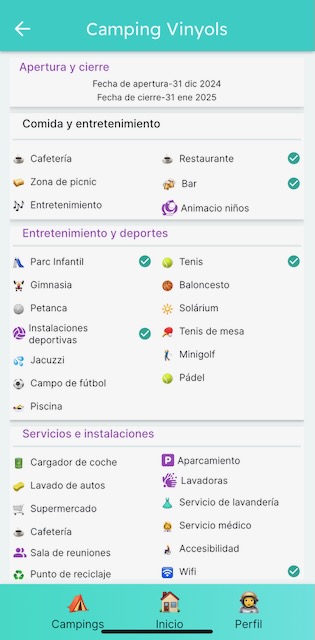 Camping Vinyols
Apertura y cierre
Fecha de apertura-31 dic 2024
Fecha de cierre-31 ene 2025
Comida y entretenimiento
Cafetería
Restaurante
Zona de picnic
Bar
Entretenimiento
Animacio niños
Entretenimiento y deportes
Parc Infantil
Tenis
Gimnasia
Baloncesto
Petanca
Solárium
Instalaciones
deportivas
Tenis de mesa
Jacuzzi
Minigolf
Campo de fútbol
Pádel
Piscina
Servicios e instalaciones
Cargador de coche
Aparcamiento
Lavado de autos
Lavadoras
Supermercado
Servicio de lavandería
Cafetería
Servicio médico
Sala de reuniones
Accesibilidad
Punto de reciclaje
Wifi
Campings
Inicio
Perfil